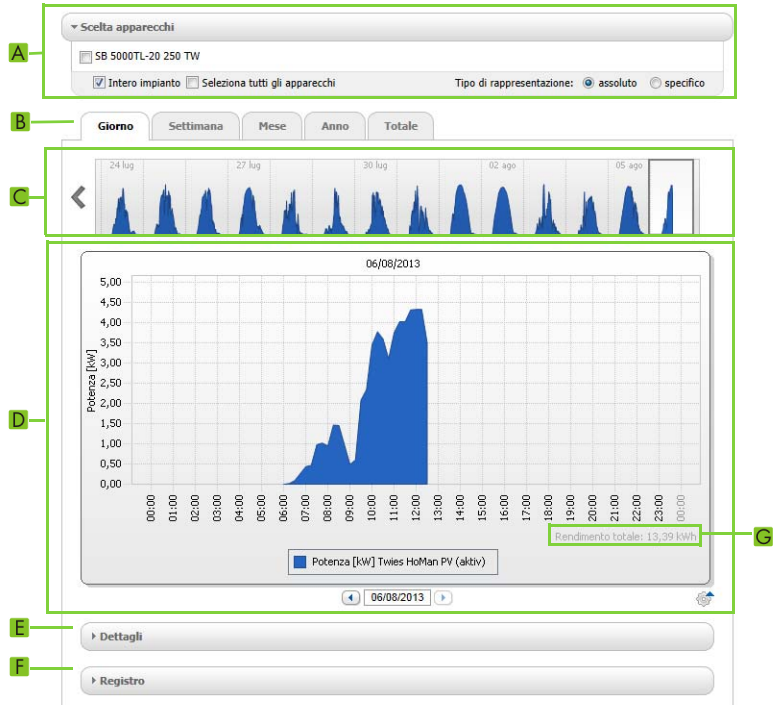 A
Scelta apparecchi
SB 5000TL-20 250 TW
Intero impianto Seleziona tutti gli apparecchi Tipo di rappresentazione: assoluto specifico
B
Giorno Settimana Mese Anno Totale
C
24 lug 27 lug 30 lug 02 ago 05 ago
D
06/08/2013
Potenza [kW]
5,00
4,50
4,00
3,50
3,00
2,50
2,00
1,50
1,00
0,50
0,00
00:00 01:00 02:00 03:00 04:00 05:00 06:00 07:00 08:00 09:00 10:00 11:00 12:00 13:00 14:00 15:00 16:00 17:00 18:00 19:00 20:00 21:00 22:00 23:00 00:00
Rendimento totale: 13,39 kWh
G
Potenza [kW] Twies HoMan PV (aktiv)
06/08/2013
E
Dettagli
F
Registro